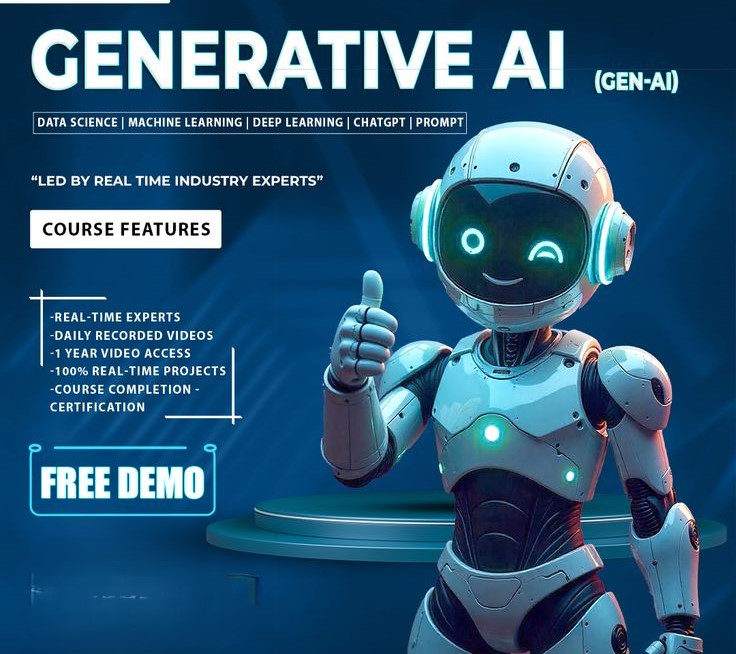 GENERATIVE AI (GEN-AI)
DATA SCIENCE | MACHINE LEARNING | DEEP LEARNING | CHATGPT | PROMPT
“LED BY REAL TIME INDUSTRY EXPERTS”
COURSE FEATURES
-REAL-TIME EXPERTS
-DAILY RECORDED VIDEOS
-1 YEAR VIDEO ACCESS
-100% REAL-TIME PROJECTS
-COURSE COMPLETION -
CERTIFICATION
FREE DEMO